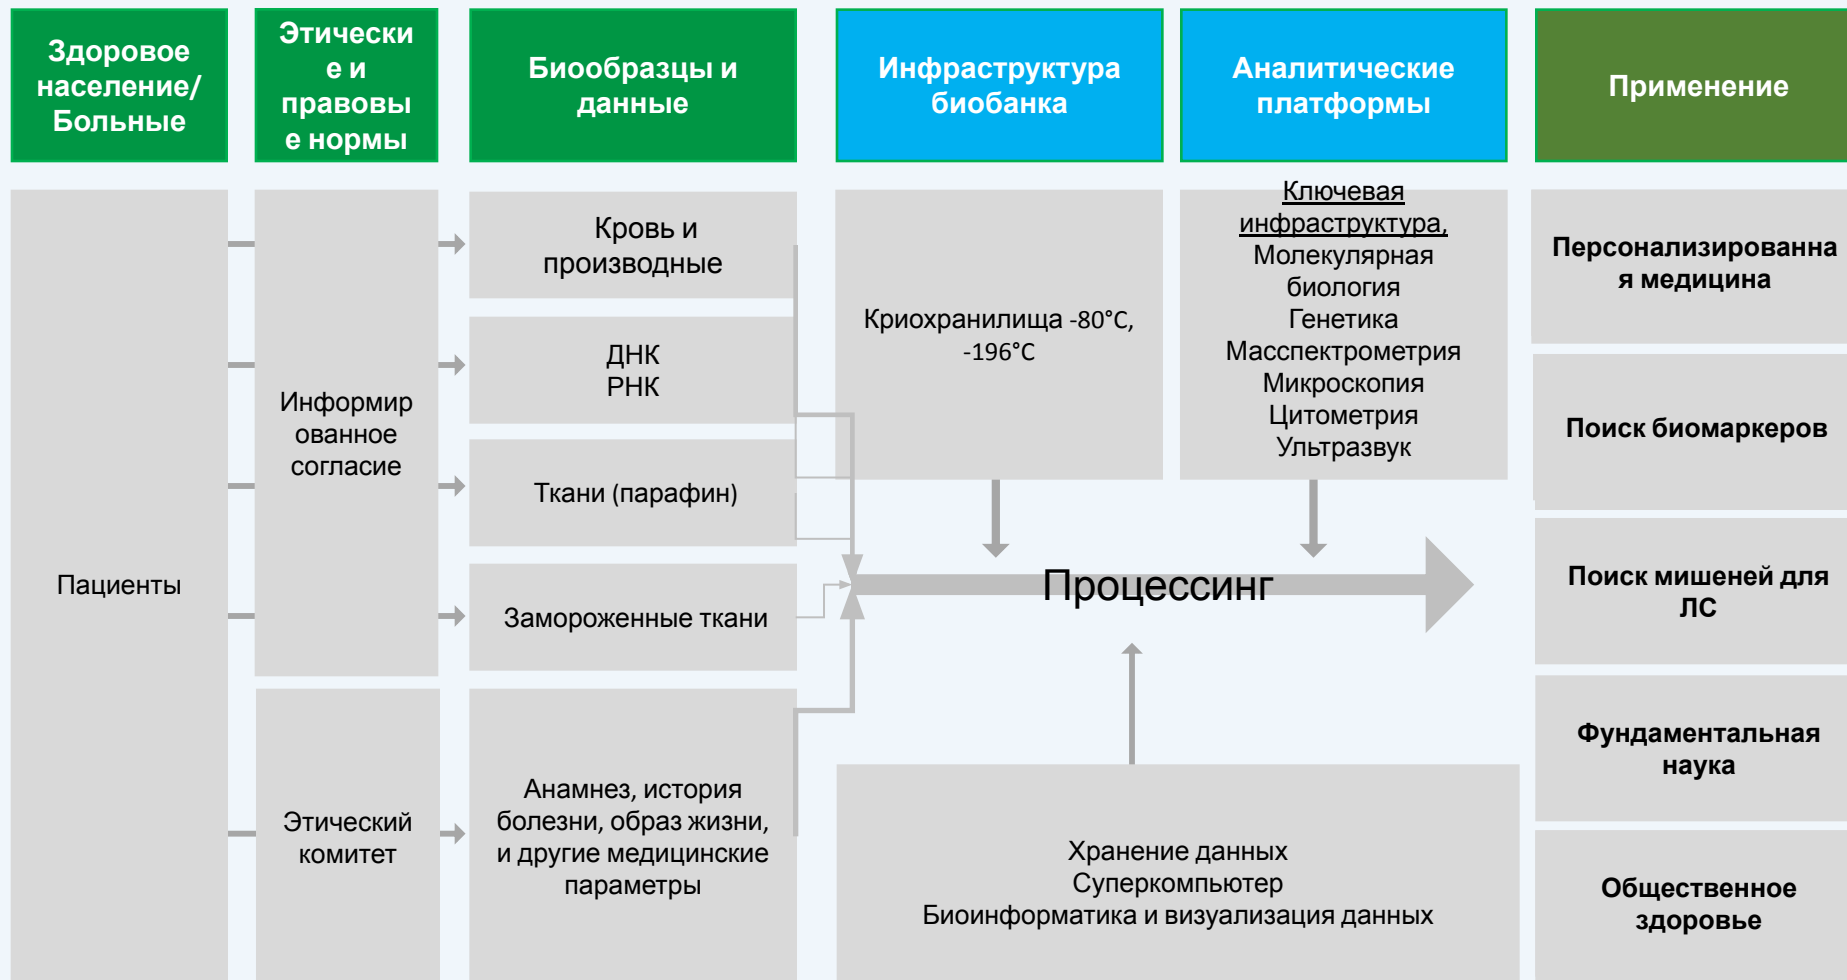 Здоровое
население/
Больные
Этически
е и
правовы
е нормы
Биообразцы и
данные
Инфраструктура
биобанка
Аналитические
платформы
Применение
Пациенты
Информир
ованное
согласие
Этический
комитет
Кровь и
производные
ДНК
РНК
Ткани (парафин)
Замороженные ткани
Анамнез, история
болезни, образ жизни,
и другие медицинские
параметры
Криохранилища -80°C,
-196°C
Ключевая
инфраструктура,
Молекулярная
биология
Генетика
Масспектрометрия
Микроскопия
Цитометрия
Ультразвук
Процессинг
Хранение данных
Суперкомпьютер
Биоинформатика и визуализация данных
Персонализированна
я медицина
Поиск биомаркеров
Поиск мишеней для
ЛС
Фундаментальная
наука
Общественное
здоровье